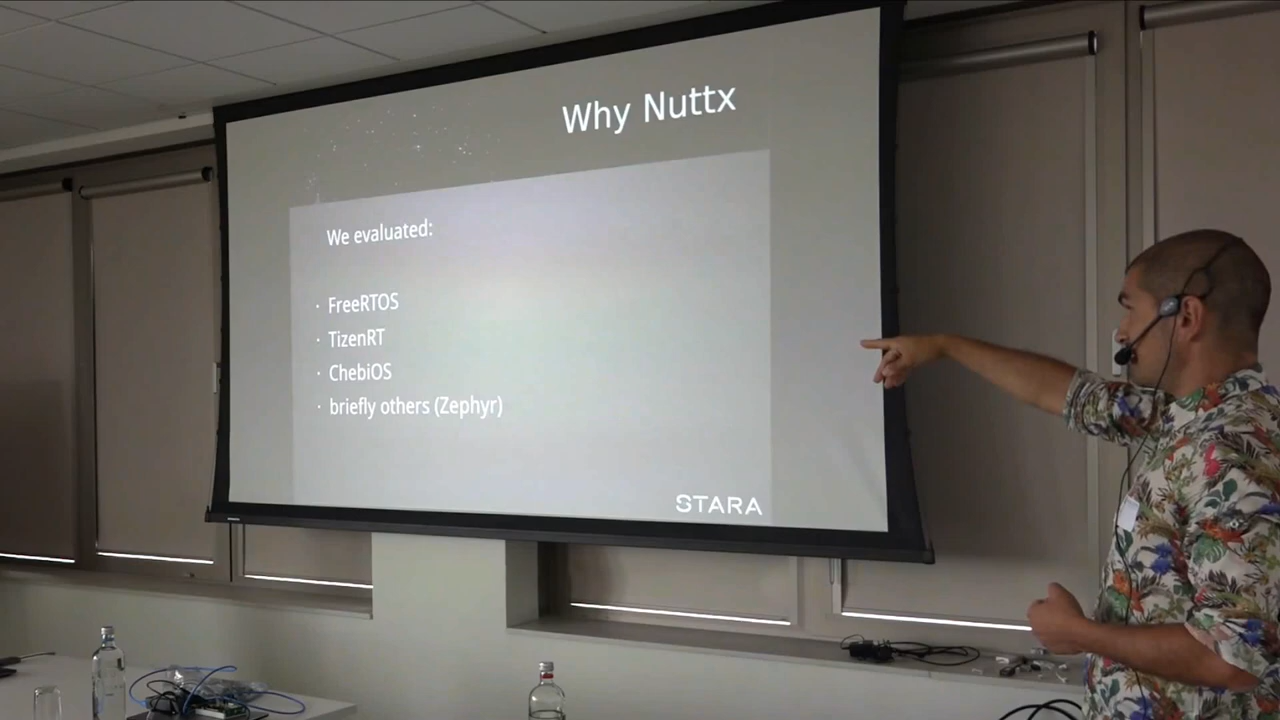 Why Nuttx
We evaluated:
· FreeRTOS
· TizenRT
· ChebiOS
· briefly others (Zephyr)
STARA